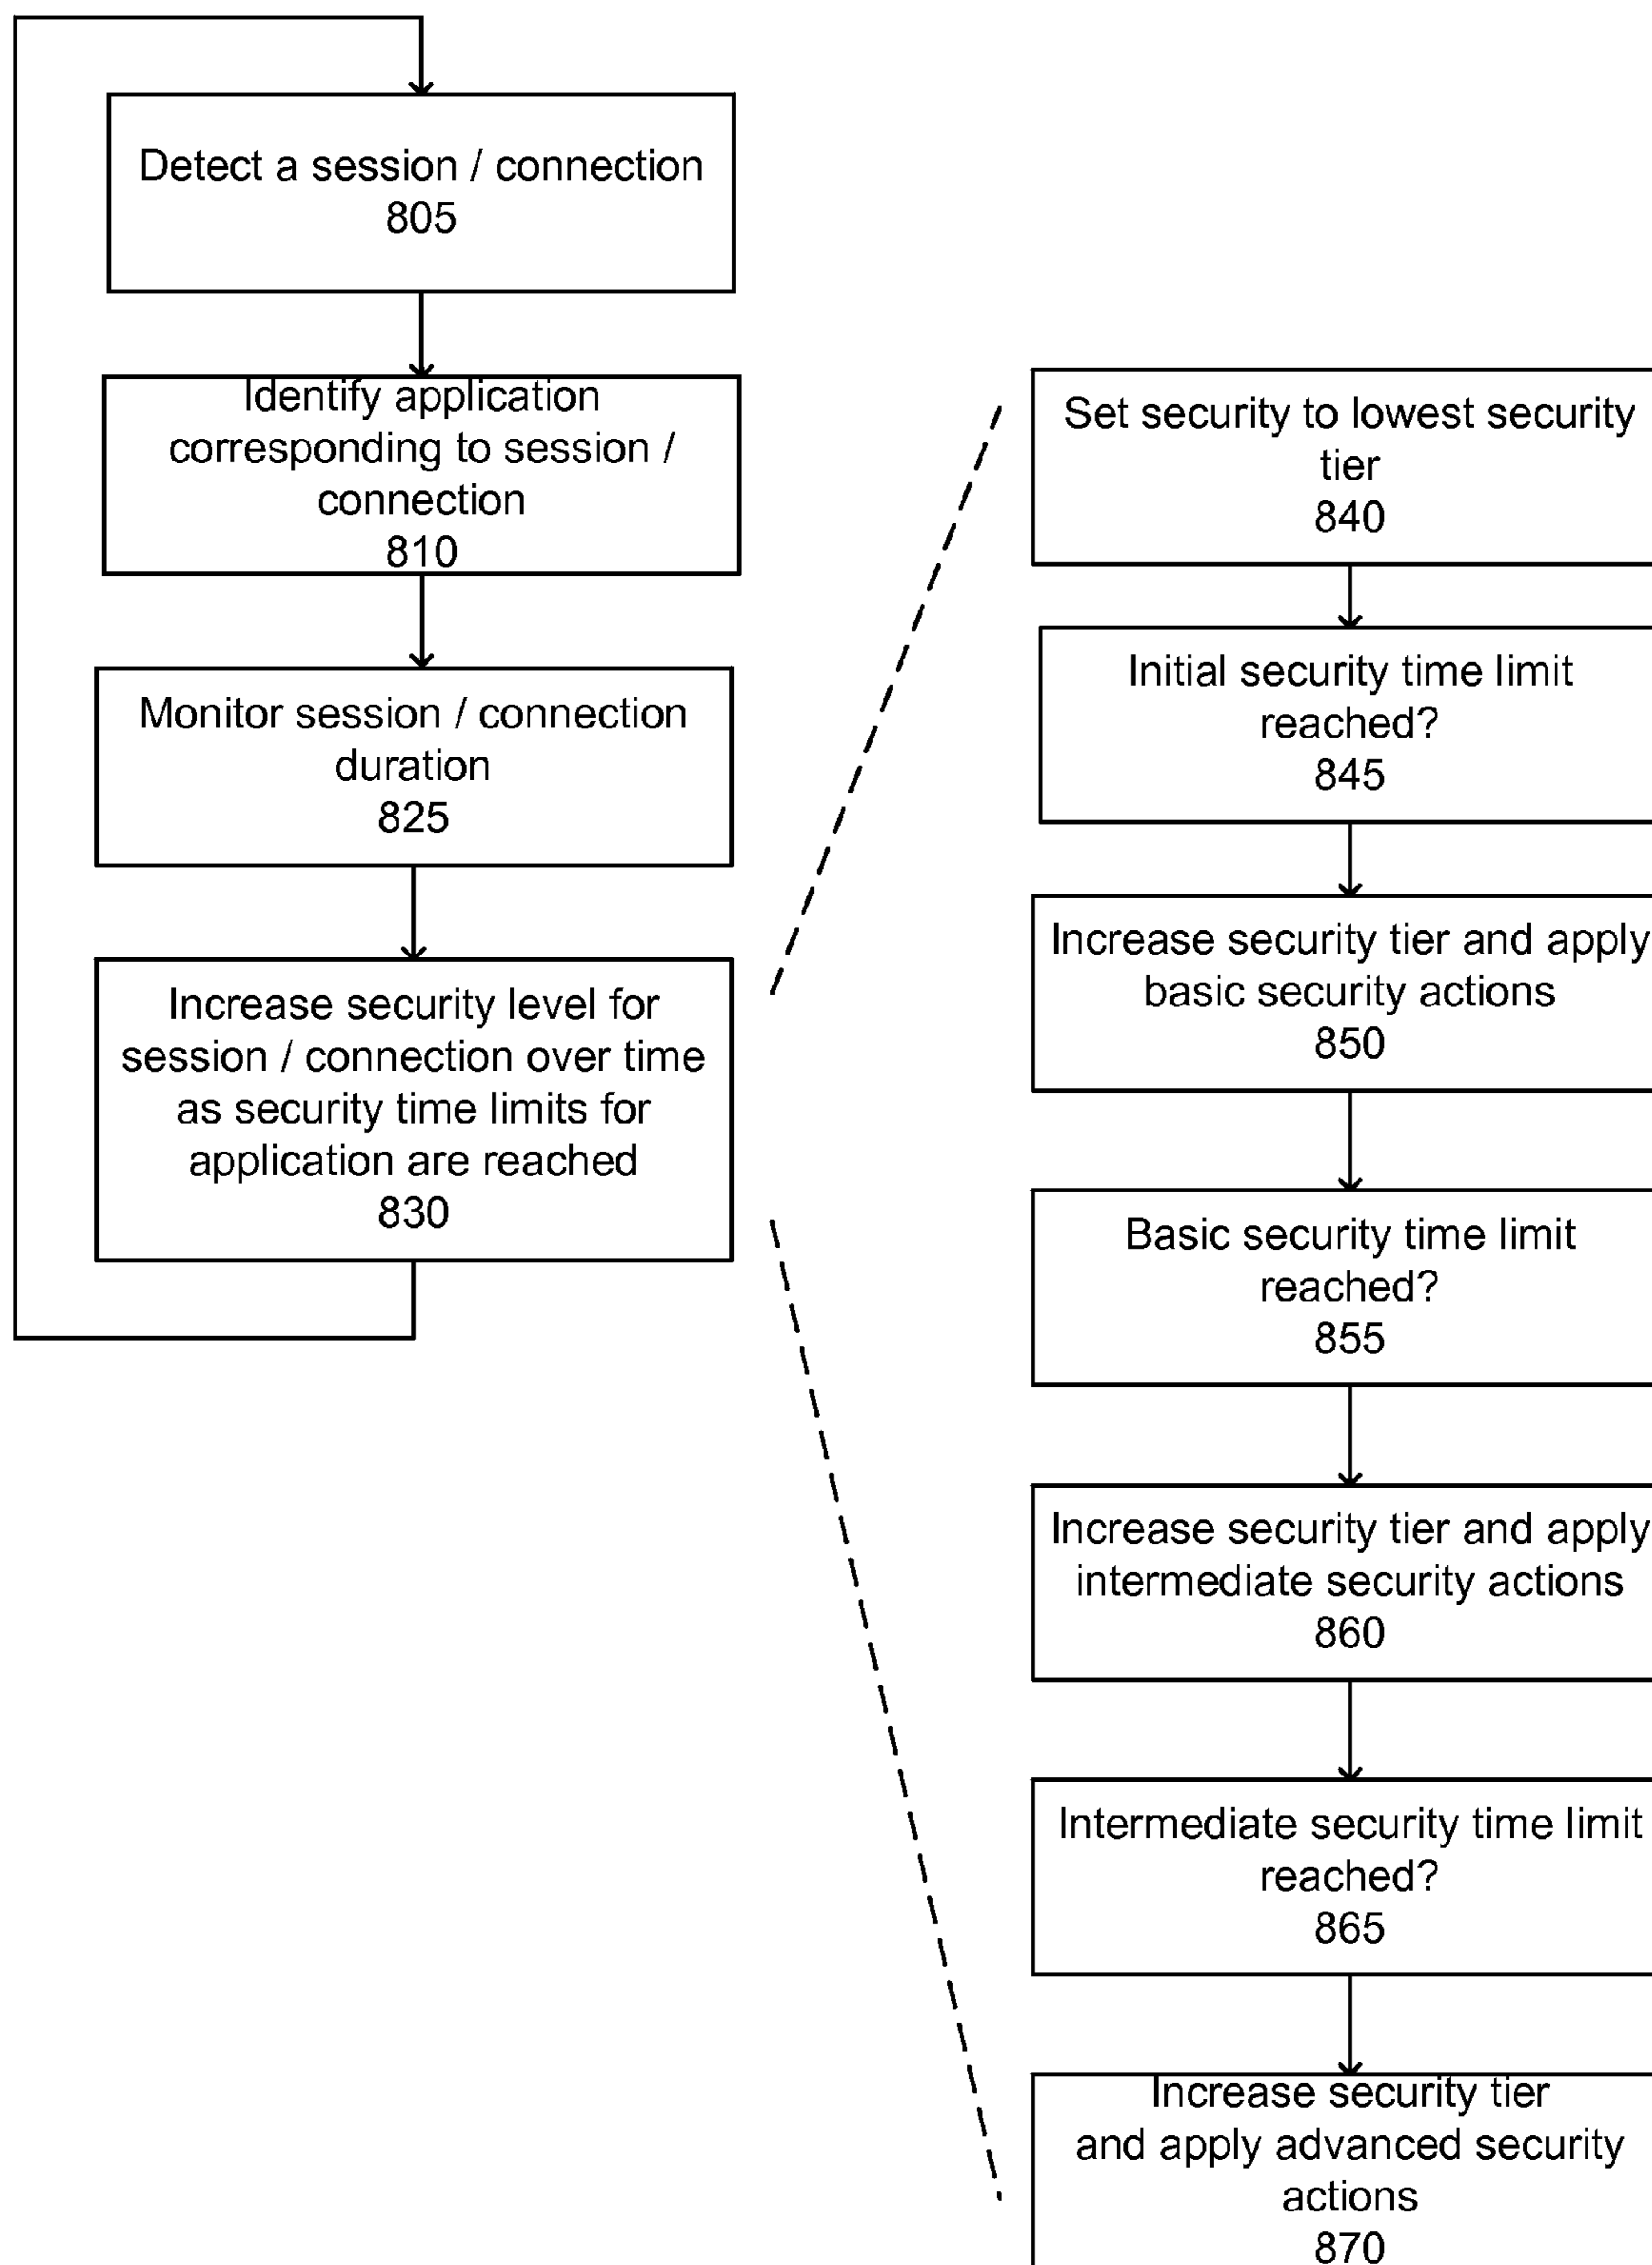 Detect a session / connection
805
Identify application
corresponding to session /
connection
810
Monitor session / connection
duration
825
Increase security level for
session / connection over time
as security time limits for
application are reached
830
Set security to lowest security
tier
840
Initial security time limit
reached?
845
Increase security tier and apply
basic security actions
850
Basic security time limit
reached?
855
Increase security tier and apply
intermediate security actions
860
Intermediate security time limit
reached?
865
Increase security tier
and apply advanced security
actions
870